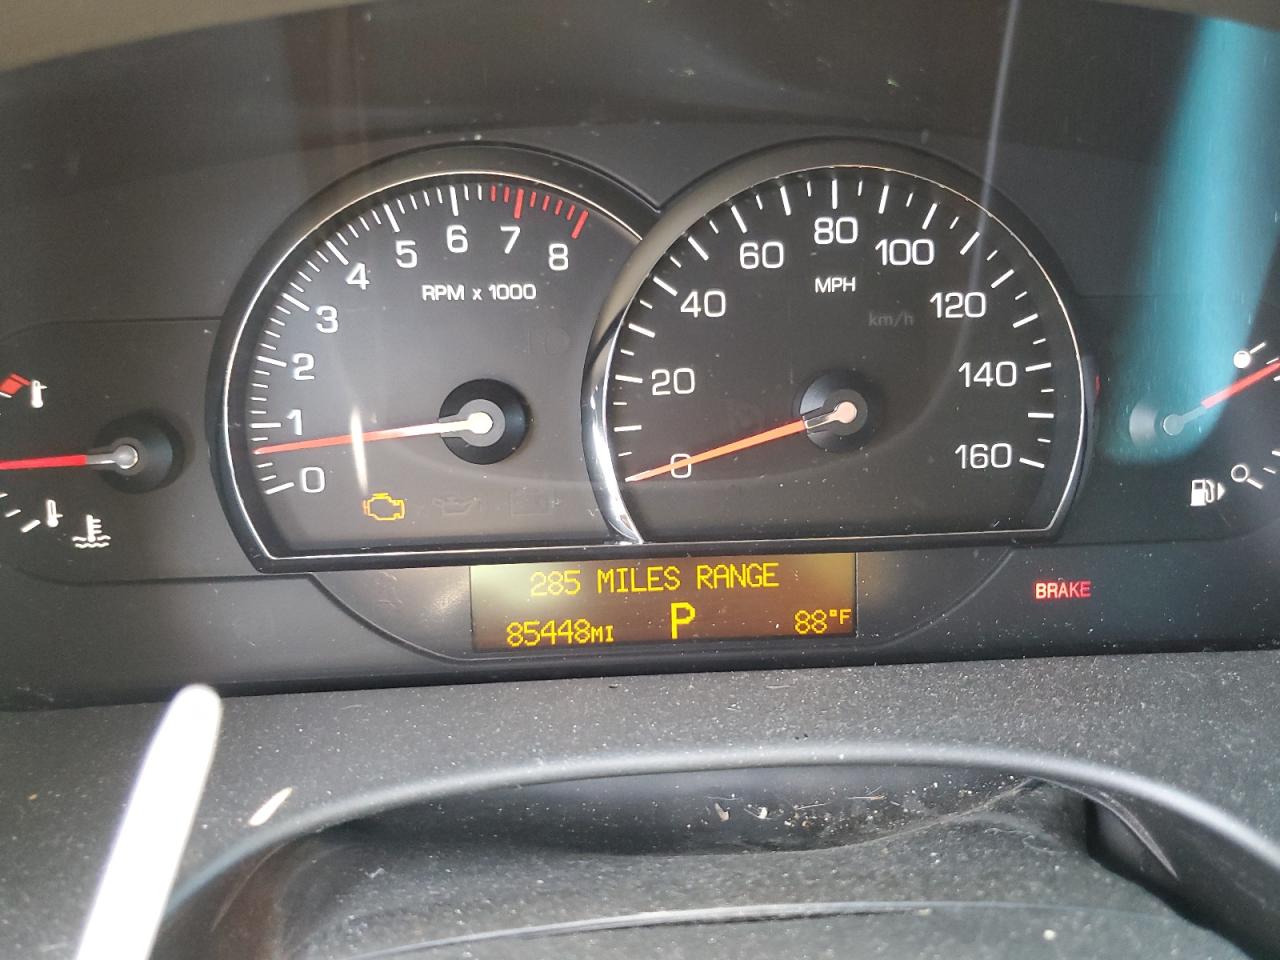 0 1 2 3 4 5 6 7 8
RPM x 1000
0 20 40 60 80 100 120 140 160
MPH
km/h
285 MILES RANGE
85448MI P 88°F
BRAKE